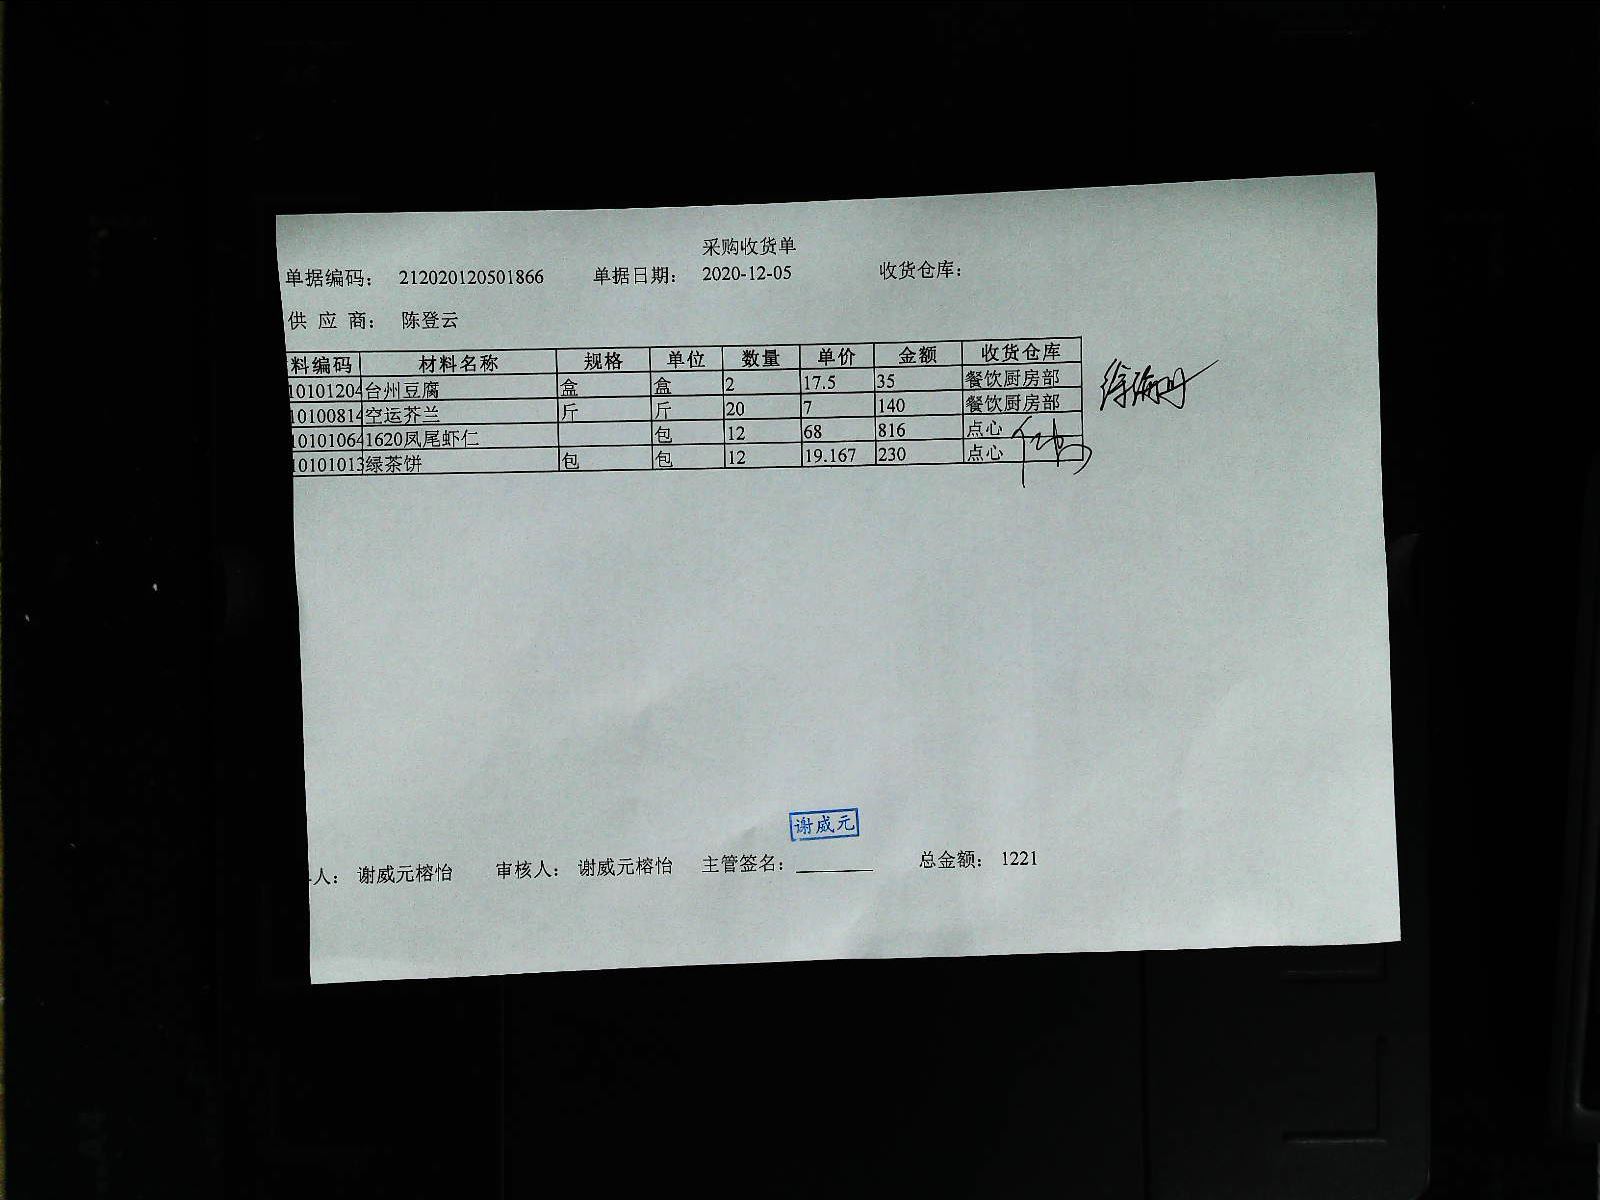 采购收货单
单据编码： 212020120501866 单据日期： 2020-12-05 收货仓库：
供 应 商： 陈登云
料编码 材料名称 规格 单位 数量 单价 金额 收货仓库
10101204 台州豆腐 盒 盒 2 17.5 35 餐饮厨房部
10100814 空运芥兰 斤 斤 20 7 140 餐饮厨房部
10101064 1620凤尾虾仁 包 12 68 816 点心
10101013 绿茶饼 包 包 12 19.167 230 点心
谢威元
人： 谢威元榕怡 审核人： 谢威元榕怡 主管签名： 总金额： 1221